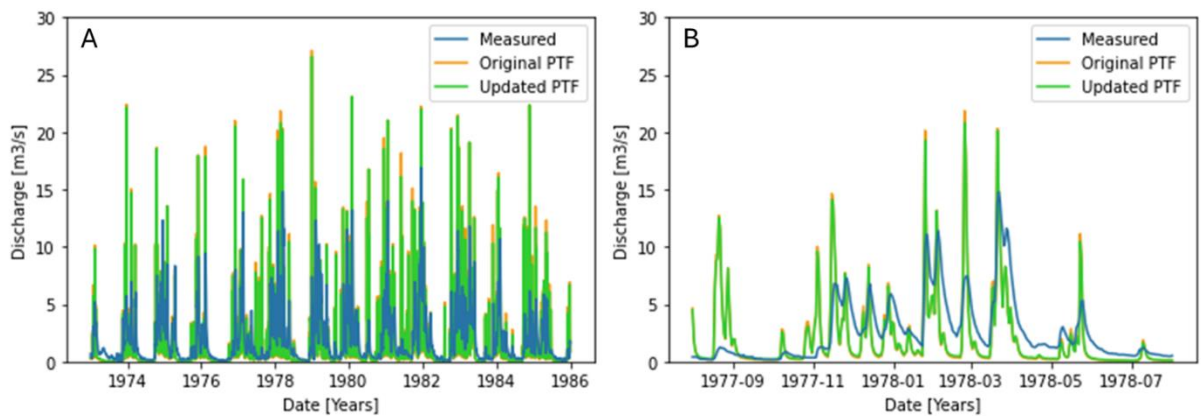 A
Measured
Original PTF
Updated PTF
30
25
20
15
10
5
0
Discharge [m3/s]
1974 1976 1978 1980 1982 1984 1986
Date [Years]
B
Measured
Original PTF
Updated PTF
30
25
20
15
10
5
0
Discharge [m3/s]
1977-09 1977-11 1978-01 1978-03 1978-05 1978-07
Date [Years]